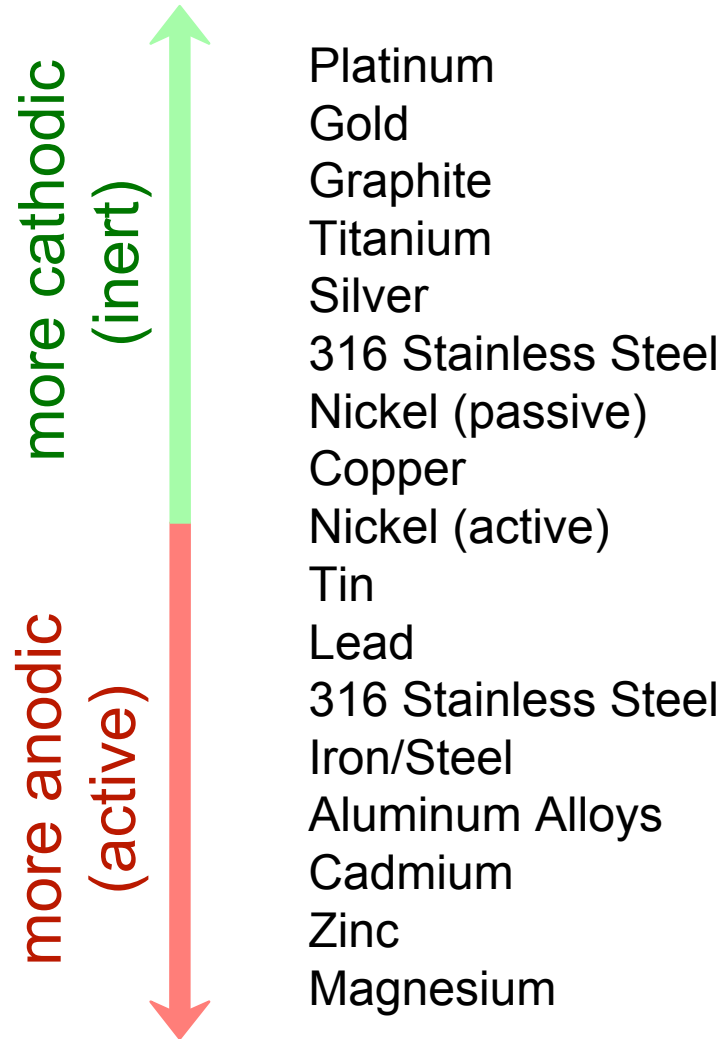 more cathodic
(inert)
more anodic
(active)
Platinum
Gold
Graphite
Titanium
Silver
316 Stainless Steel
Nickel (passive)
Copper
Nickel (active)
Tin
Lead
316 Stainless Steel
Iron/Steel
Aluminum Alloys
Cadmium
Zinc
Magnesium